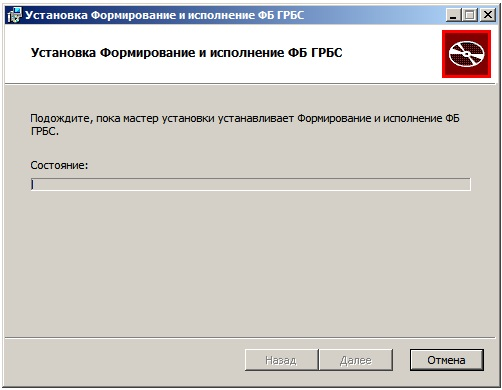 Установка Формирование и исполнение ФБ ГРБС
Установка Формирование и исполнение ФБ ГРБС
Подождите, пока мастер установки устанавливает Формирование и исполнение ФБ
ГРБС.
Состояние:
Назад
Далее
Отмена